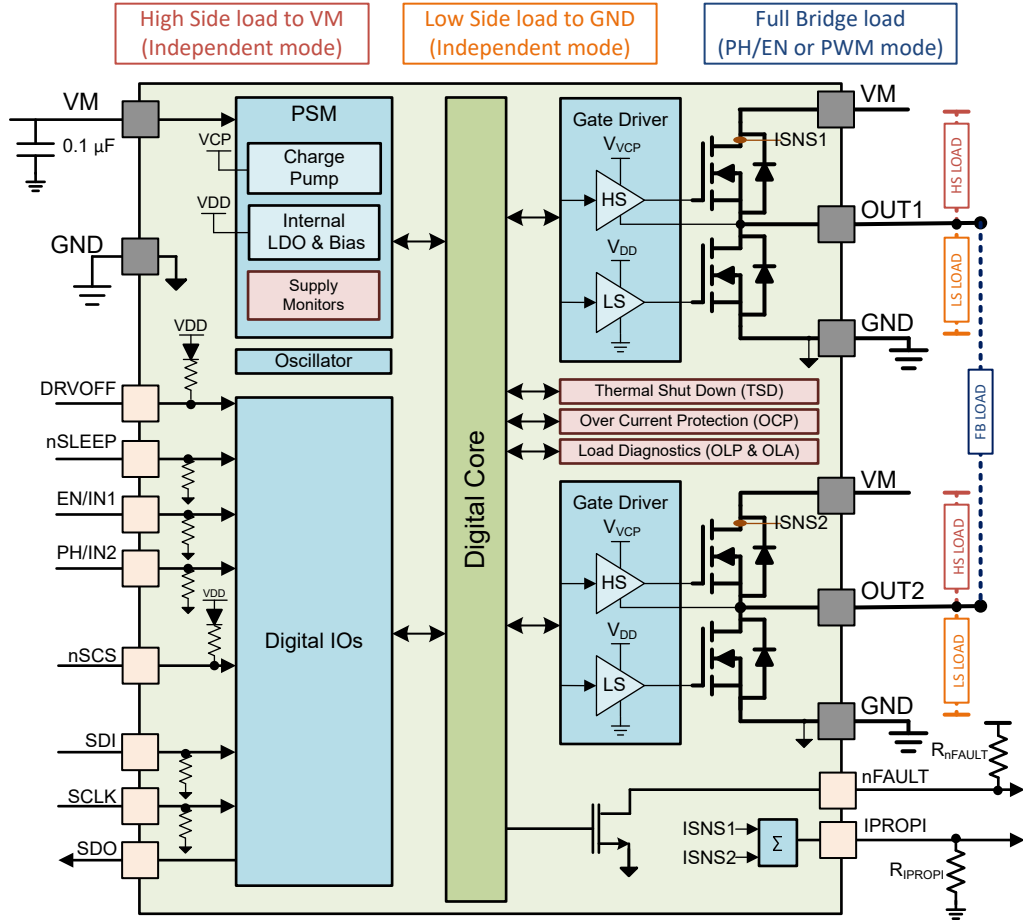 High Side load to VM
(Independent mode)
Low Side load to GND
(Independent mode)
Full Bridge load
(PH/EN or PWM mode)
VM
0.1 µF
GND
PSM
VCP
Charge
Pump
VDD
Internal
LDO & Bias
Supply
Monitors
VDD
Oscillator
DRVOFF
nSLEEP
EN/IN1
PH/IN2
VDD
nSCS
SDI
SCLK
SDO
Digital IOs
Digital Core
Gate Driver
VVCP
HS
VDD
LS
ISNS1
VM
OUT1
GND
HS LOAD
LS LOAD
FB LOAD
Thermal Shut Down (TSD)
Over Current Protection (OCP)
Load Diagnostics (OLP & OLA)
Gate Driver
VVCP
HS
VDD
LS
ISNS2
VM
OUT2
GND
HS LOAD
LS LOAD
RnFAULT
nFAULT
ISNS1
ISNS2
Σ
IPROPI
RIPROPI